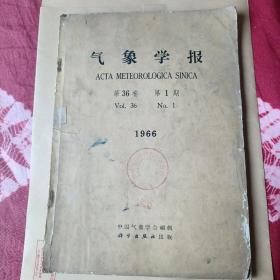 气象学报
ACTA METEOROLOGICA SINICA
第36卷 第1期
Vol. 36 No. 1
1966
中国气象学会编辑
科学出版社出版